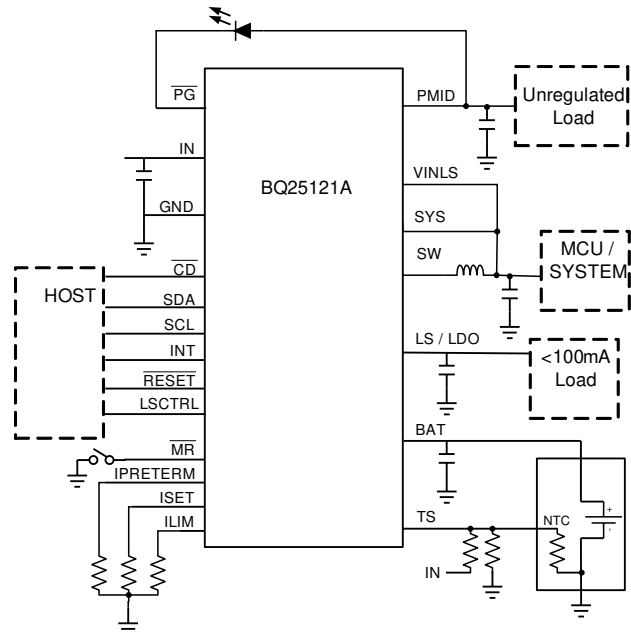 PG
PMID
Unregulated
Load
IN
BQ25121A
VINLS
GND
SYS
SW
MCU /
SYSTEM
HOST
CD
SDA
SCL
INT
RESET
LSCTRL
LS / LDO
<100mA
Load
MR
IPRETERM
ISET
ILIM
BAT
TS
NTC
+
-
IN